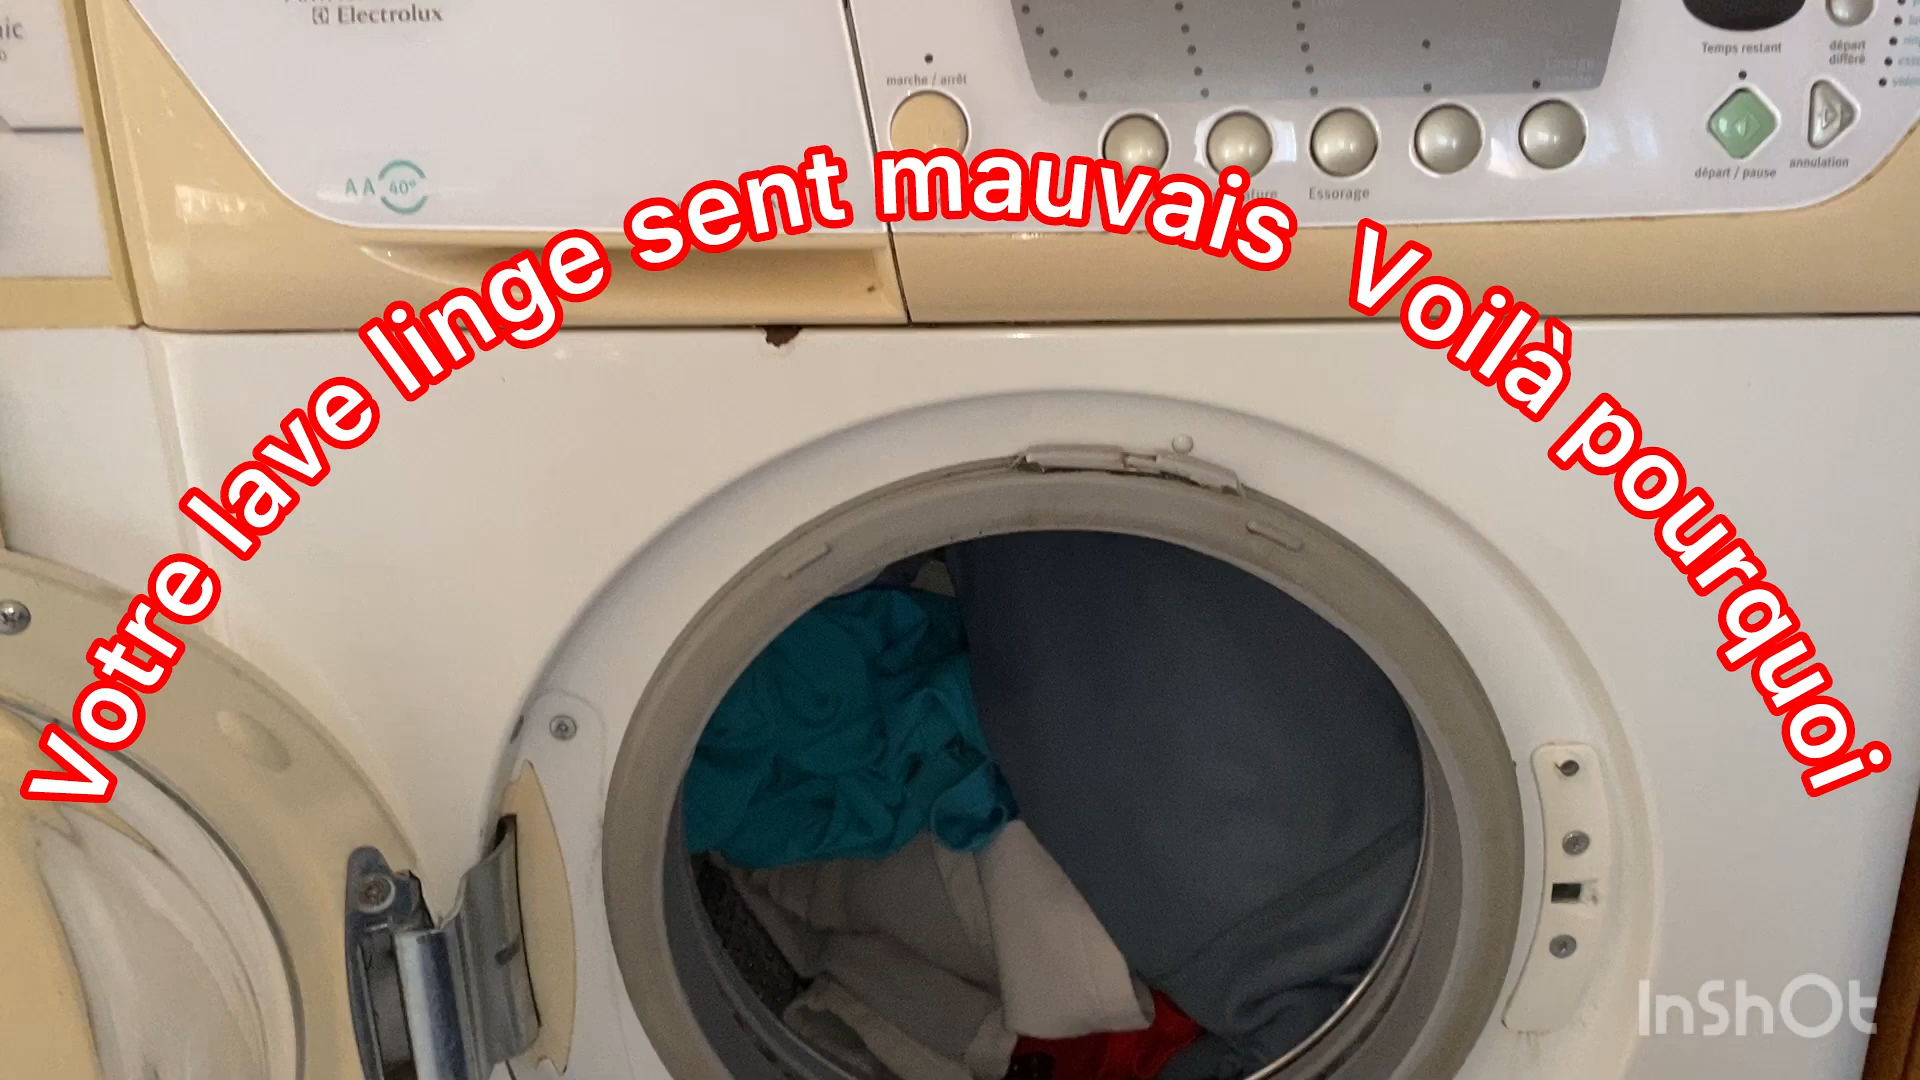 Electrolux
marche / arrêt
Temps restant
départ
différé
AA 40°
Essorage
départ / pause
annulation
Votre lave linge sent mauvais Voilà pourquoi
InShOt